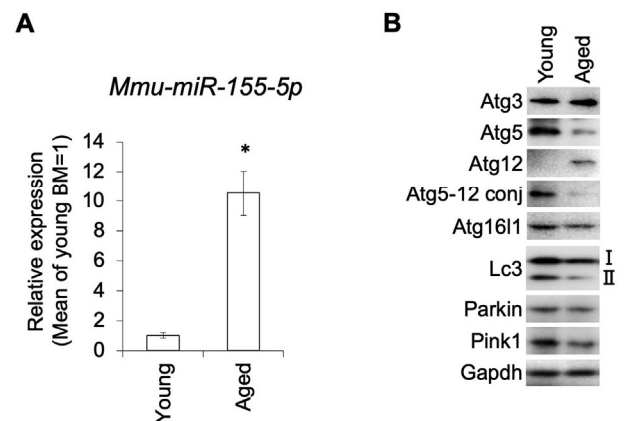 A
Mmu-miR-155-5p
Relative expression
(Mean of young BM=1)
14
12
10
8
6
4
2
0
*
Young
Aged
B
Young
Aged
Atg3
Atg5
Atg12
Atg5-12 conj
Atg16l1
Lc3
I
II
Parkin
Pink1
Gapdh